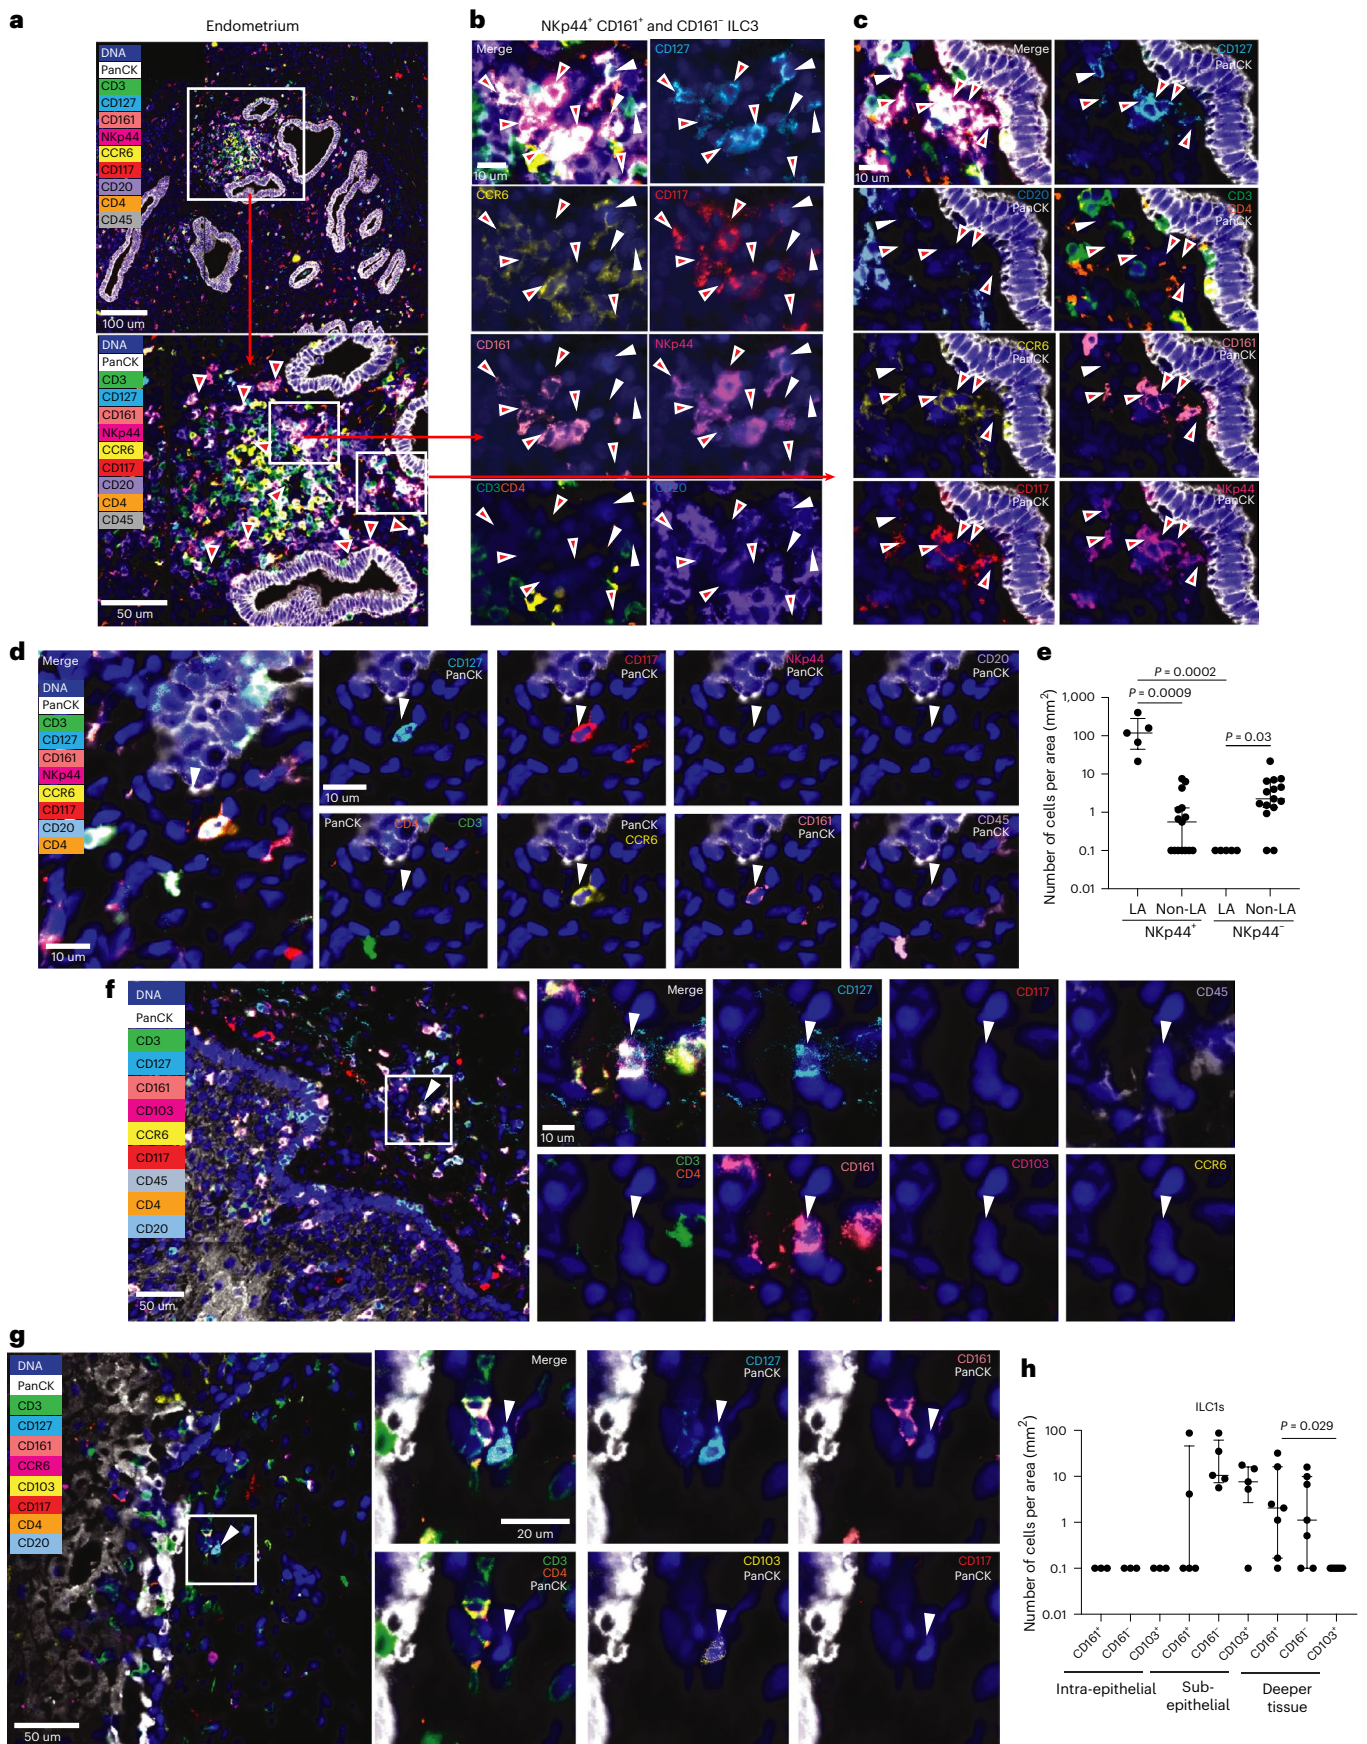 a
Endometrium
DNA
PanCK
CD3
CD127
CD161
NKp44
CCR6
CD117
CD20
CD4
CD45
100 um
DNA
PanCK
CD3
CD127
CD161
NKp44
CCR6
CD117
CD20
CD4
CD45
50 um
b
NKp44+ CD161+ and CD161− ILC3
Merge
10 um
CD127
CCR6
CD117
CD161
NKp44
CD3CD4
CD20
c
Merge
10 um
CD127
PanCK
CD20
PanCK
CD3
CD4
PanCK
CCR6
PanCK
CD161
PanCK
CD117
PanCK
NKp44
PanCK
d
Merge
DNA
PanCK
CD3
CD127
CD161
NKp44
CCR6
CD117
CD20
CD4
10 um
CD127
PanCK
10 um
CD117
PanCK
NKp44
PanCK
CD20
PanCK
PanCK CD4 CD3
PanCK
CCR6
CD161
PanCK
CD45
PanCK
e
P = 0.0002
P = 0.0009
P = 0.03
Number of cells per area (mm2)
1,000
100
10
1
0.1
0.01
LA Non-LA LA Non-LA
NKp44+ NKp44−
f
DNA
PanCK
CD3
CD127
CD161
CD103
CCR6
CD117
CD45
CD4
CD20
50 um
Merge
10 um
CD127
CD117
CD45
CD3
CD4
CD161
CD103
CCR6
g
DNA
PanCK
CD3
CD127
CD161
CCR6
CD103
CD117
CD4
CD20
50 um
Merge
20 um
CD127
PanCK
CD161
PanCK
CD3
CD4
PanCK
CD103
PanCK
CD117
PanCK
h
ILC1s
P = 0.029
Number of cells per area (mm2)
100
10
1
0.1
0.01
CD161+ CD161− CD103+ CD161+ CD161− CD103+ CD161+ CD161− CD103+
Intra-epithelial
Sub-
epithelial
Deeper
tissue